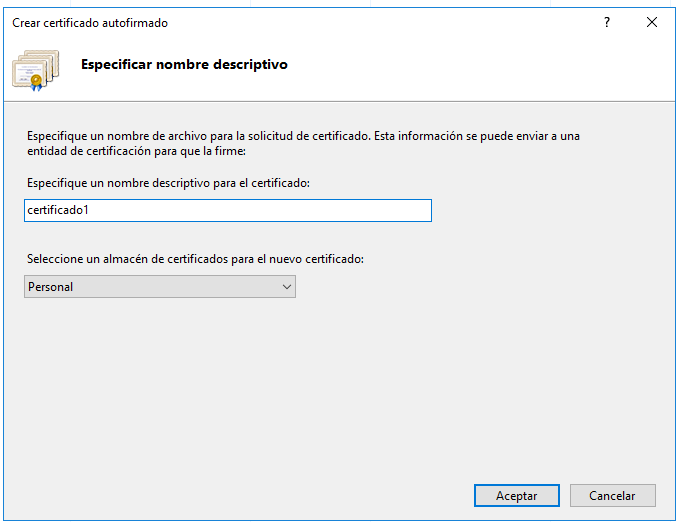 Crear certificado autofirmado
Especificar nombre descriptivo
Especifique un nombre de archivo para la solicitud de certificado. Esta información se puede enviar a una
entidad de certificación para que la firme:
Especifique un nombre descriptivo para el certificado:
certificado1
Seleccione un almacén de certificados para el nuevo certificado:
Personal
Aceptar Cancelar